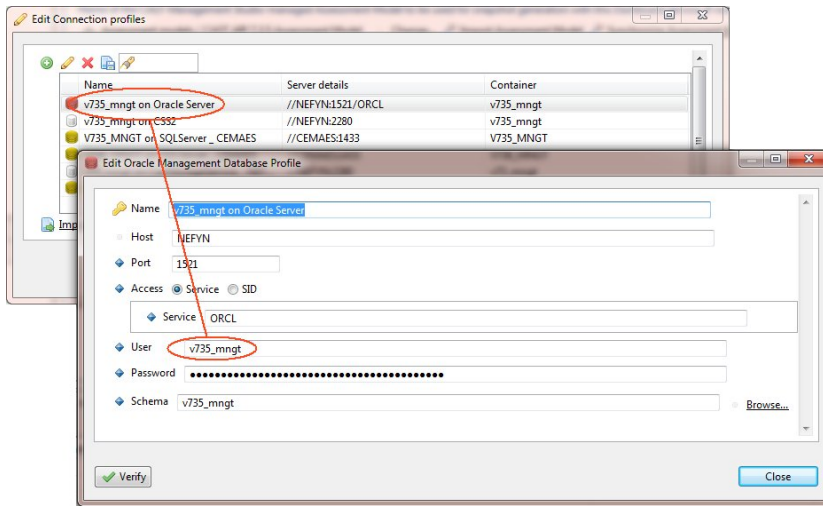 Edit Connection profiles
Name Server details Container
v735_mngt on Oracle Server //NEFYN:1521/ORCL v735_mngt
v735_mngt on CSS2 //NEFYN:2280 v735_mngt
V735_MNGT on SQLServer _ CEMAES //CEMAES:1433 V735_MNGT
Edit Oracle Management Database Profile
Imp
Name v735_mngt on Oracle Server
Host NEFYN
Port 1521
Access Service SID
Service ORCL
User v735_mngt
Password ●●●●●●●●●●●●●●●●●●●●●●●●●●●●●●●●●●●●●●●●●
Schema v735_mngt Browse...
Verify Close